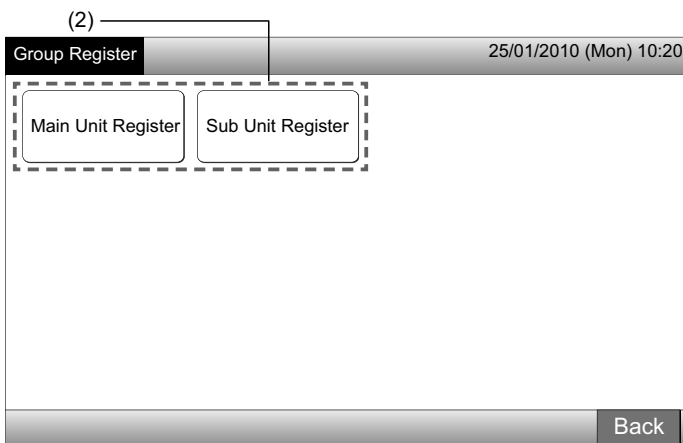 (2)
Group Register 25/01/2010 (Mon) 10:20
Main Unit Register Sub Unit Register
Back